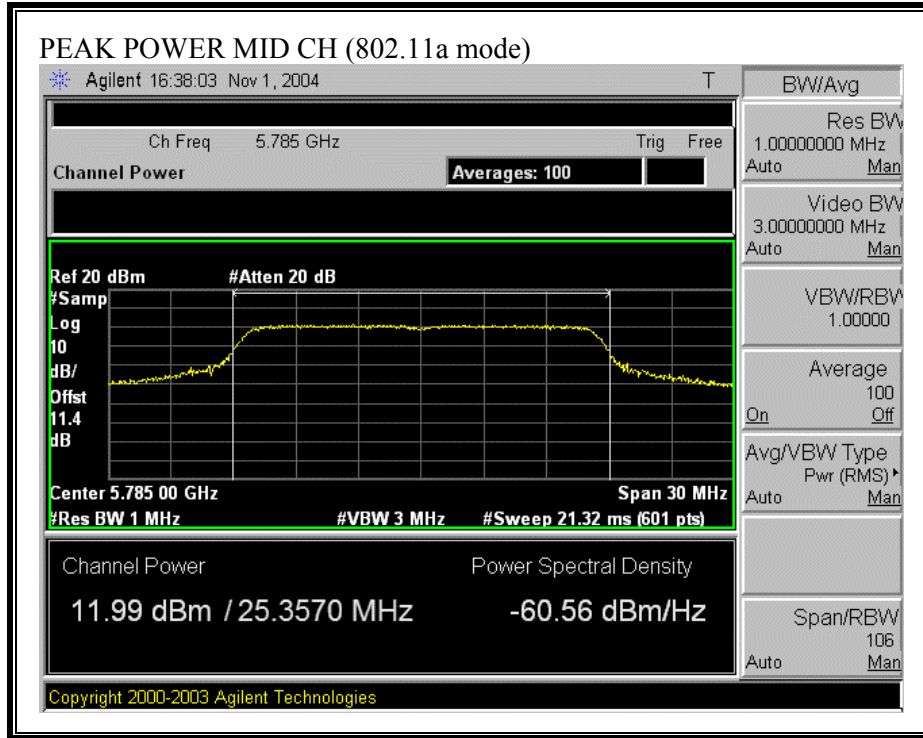 PEAK POWER MID CH (802.11a mode)
Agilent 16:38:03 Nov 1, 2004 T
BW/Avg
Ch Freq 5.785 GHz Trig Free
Channel Power Averages: 100
Res BW
1.00000000 MHz
Auto Man
Video BW
3.00000000 MHz
Auto Man
VBW/RBW
1.00000
Average
100
On Off
Avg/VBW Type
Pwr (RMS)
Auto Man
Span/RBW
106
Auto Man
Ref 20 dBm #Atten 20 dB
#Samp
Log
10
dB/
Offst
11.4
dB
Center 5.785 00 GHz Span 30 MHz
#Res BW 1 MHz #VBW 3 MHz #Sweep 21.32 ms (601 pts)
Channel Power Power Spectral Density
11.99 dBm / 25.3570 MHz -60.56 dBm/Hz
Copyright 2000-2003 Agilent Technologies